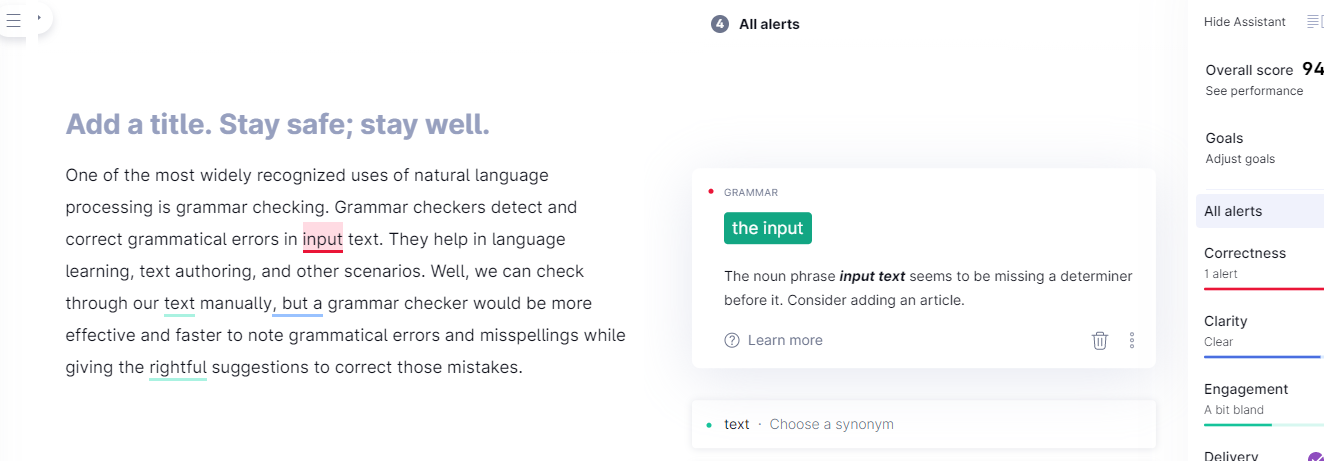 4 All alerts
Hide Assistant
Overall score 94
See performance
Add a title. Stay safe; stay well.
Goals
Adjust goals
One of the most widely recognized uses of natural language
processing is grammar checking. Grammar checkers detect and
correct grammatical errors in input text. They help in language
learning, text authoring, and other scenarios. Well, we can check
through our text manually, but a grammar checker would be more
effective and faster to note grammatical errors and misspellings while
giving the rightful suggestions to correct those mistakes.
GRAMMAR
the input
The noun phrase input text seems to be missing a determiner
before it. Consider adding an article.
Learn more
text · Choose a synonym
All alerts
Correctness
1 alert
Clarity
Clear
Engagement
A bit bland
Delivery